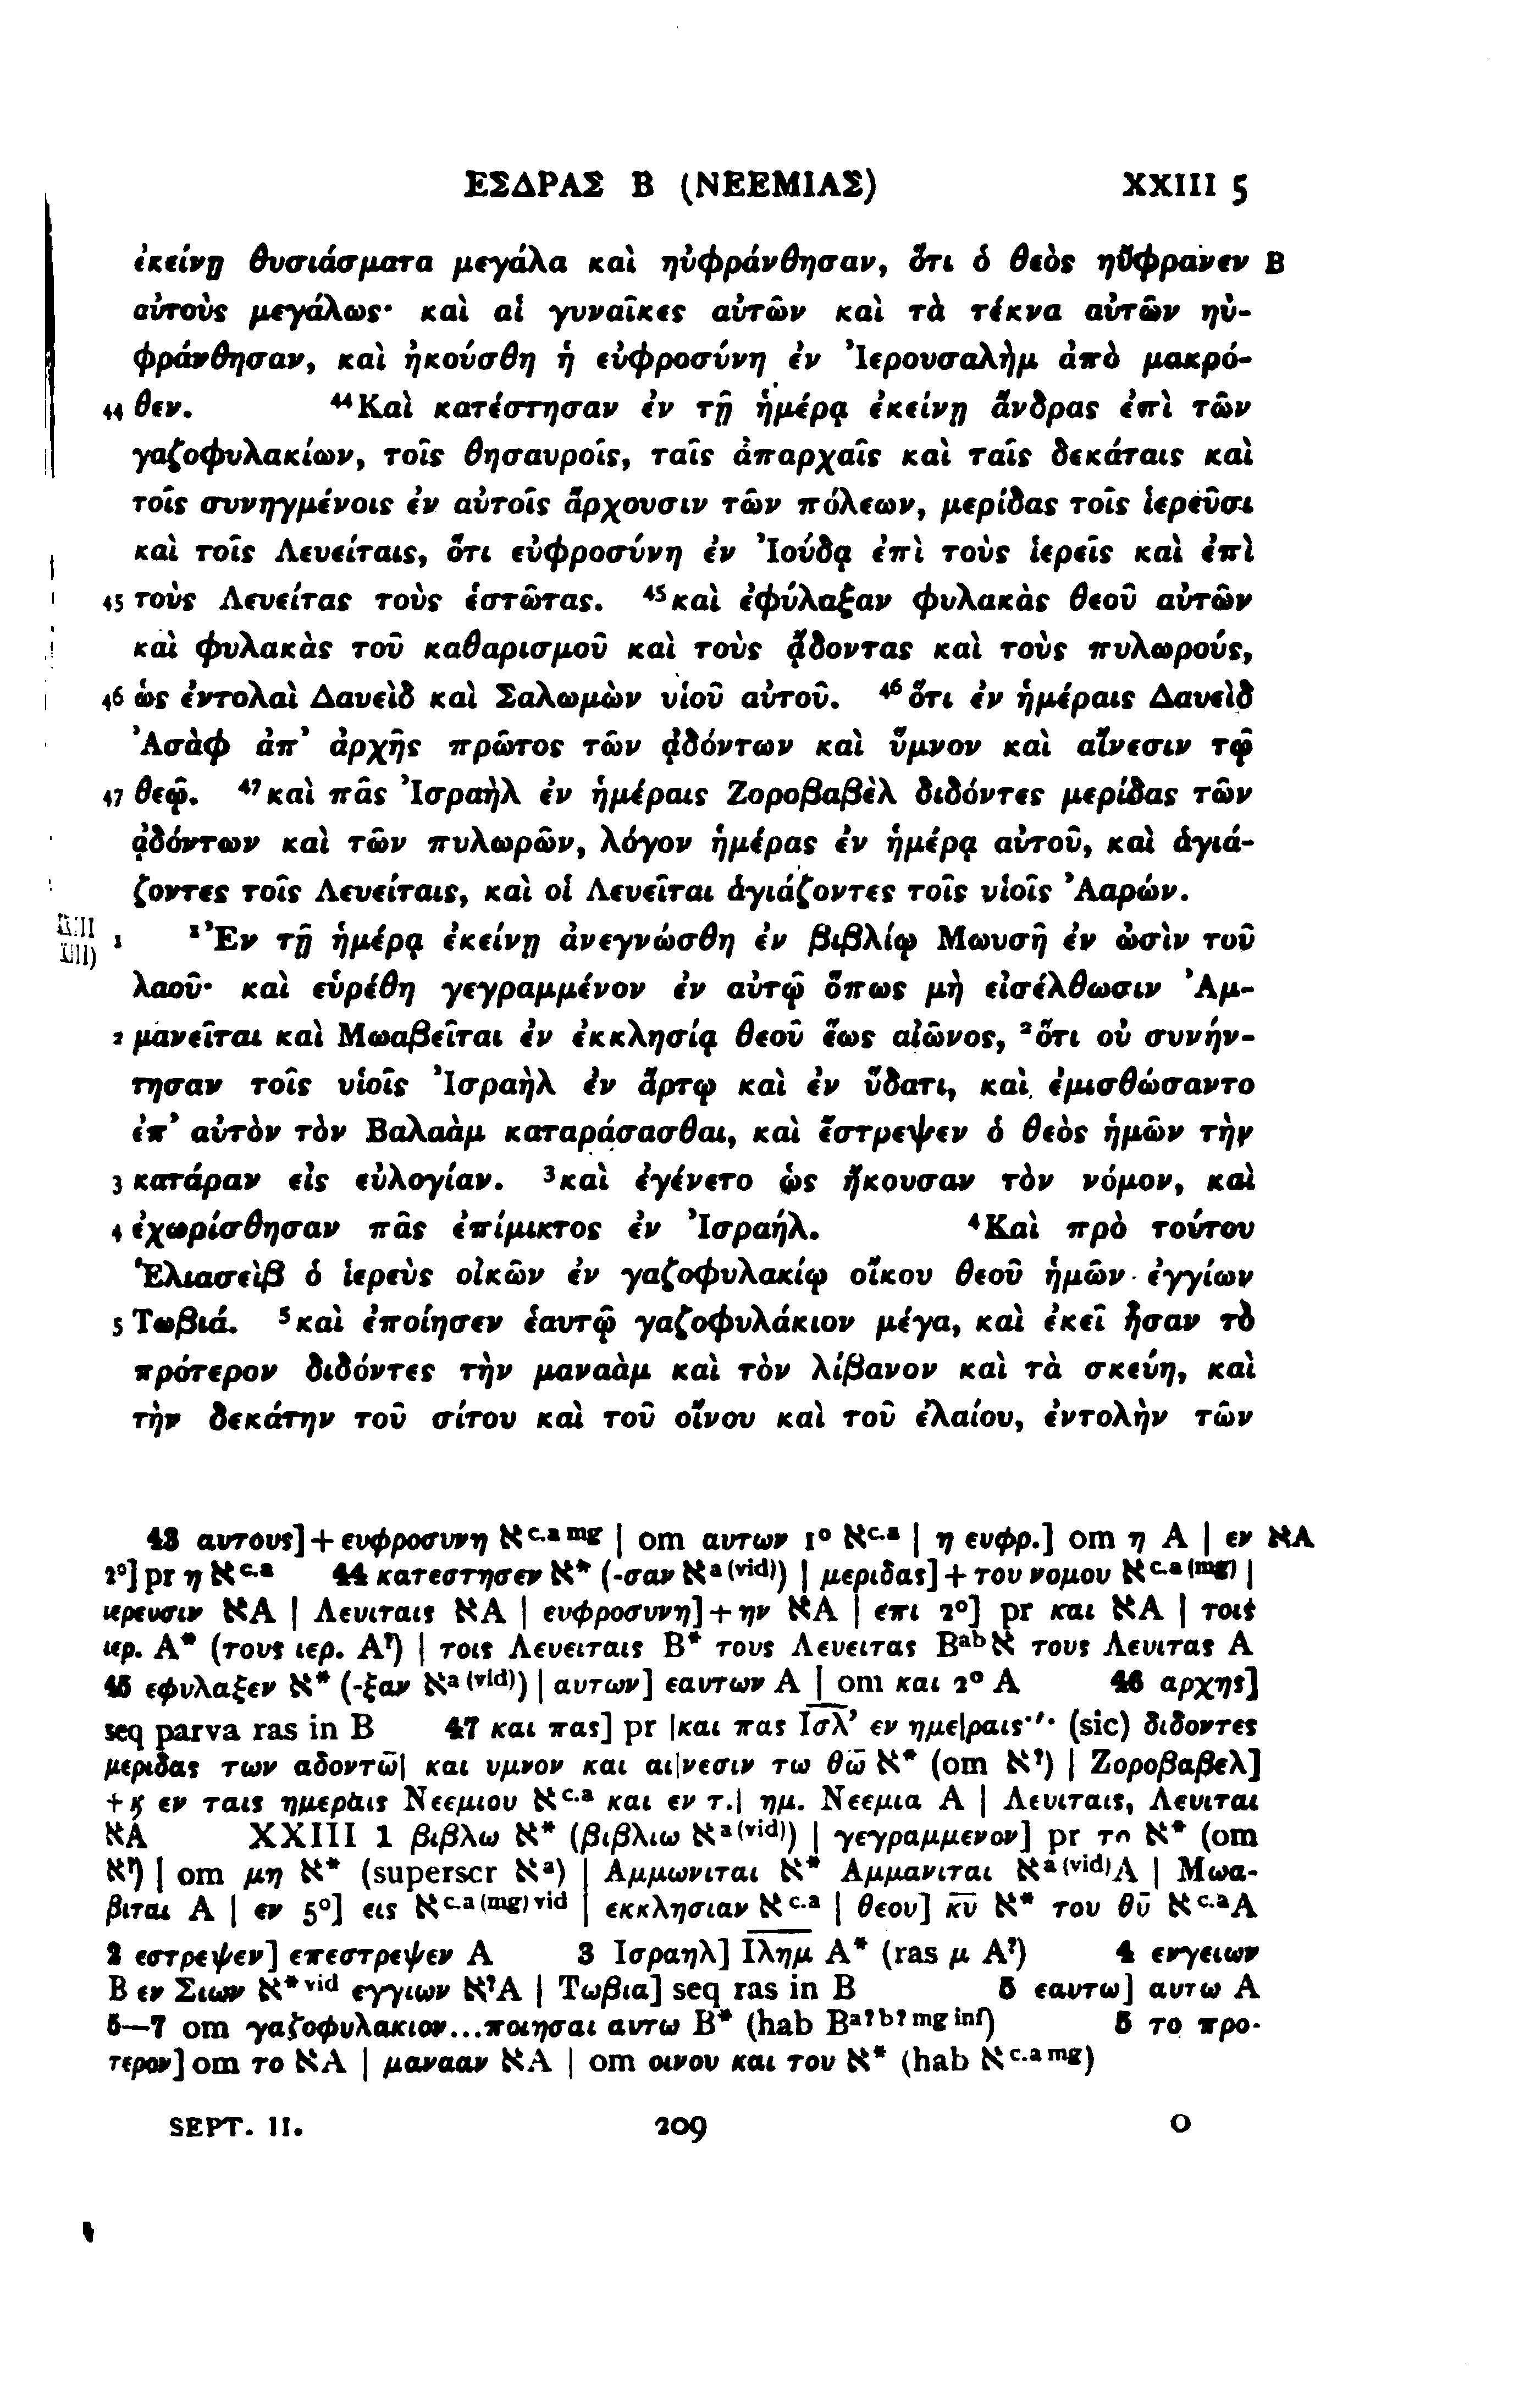 ΕΣΔΡΑΣ Β (ΝΕΕΜΙΑΣ) XXIII 5
ἐκείνῃ θυσιάσματα μεγάλα καὶ ηὐφράνθησαν, ὅτι ὁ θεὸς ηὔφρανεν B
αὐτοὺς μεγάλως· καὶ αἱ γυναῖκες αὐτῶν καὶ τὰ τέκνα αὐτῶν ηὐ-
φράνθησαν, καὶ ἠκούσθη ἡ εὐφροσύνη ἐν Ἰερουσαλὴμ ἀπὸ μακρό-
44 θεν. ⁴⁴Καὶ κατέστησαν ἐν τῇ ἡμέρᾳ ἐκείνῃ ἄνδρας ἐπὶ τῶν
γαζοφυλακίων, τοῖς θησαυροῖς, ταῖς ἀπαρχαῖς καὶ ταῖς δεκάταις καὶ
τοῖς συνηγμένοις ἐν αὐτοῖς ἄρχουσιν τῶν πόλεων, μερίδας τοῖς ἱερεῦσι
καὶ τοῖς Λευείταις, ὅτι εὐφροσύνη ἐν Ἰούδᾳ ἐπὶ τοὺς ἱερεῖς καὶ ἐπὶ
45 τοὺς Λευείτας τοὺς ἑστῶτας. ⁴⁵καὶ ἐφύλαξαν φυλακὰς θεοῦ αὐτῶν
καὶ φυλακὰς τοῦ καθαρισμοῦ καὶ τοὺς ᾄδοντας καὶ τοὺς πυλωρούς,
46 ὡς ἐντολαὶ Δαυεὶδ καὶ Σαλωμὼν υἱοῦ αὐτοῦ. ⁴⁶ὅτι ἐν ἡμέραις Δαυεὶδ
Ἀσὰφ ἀπ᾽ ἀρχῆς πρῶτος τῶν ᾀδόντων καὶ ὕμνον καὶ αἴνεσιν τῷ
47 θεῷ. ⁴⁷καὶ πᾶς Ἰσραὴλ ἐν ἡμέραις Ζοροβαβὲλ διδόντες μερίδας τῶν
ᾀδόντων καὶ τῶν πυλωρῶν, λόγον ἡμέρας ἐν ἡμέρᾳ αὐτοῦ, καὶ ἁγιά-
ζοντες τοῖς Λευείταις, καὶ οἱ Λευεῖται ἁγιάζοντες τοῖς υἱοῖς Ἀαρών.
1 ¹Ἐν τῇ ἡμέρᾳ ἐκείνῃ ἀνεγνώσθη ἐν βιβλίῳ Μωυσῆ ἐν ὠσὶν τοῦ
λαοῦ· καὶ εὑρέθη γεγραμμένον ἐν αὐτῷ ὅπως μὴ εἰσέλθωσιν Ἀμ-
2 μανεῖται καὶ Μωαβεῖται ἐν ἐκκλησίᾳ θεοῦ ἕως αἰῶνος, ²ὅτι οὐ συνήν-
τησαν τοῖς υἱοῖς Ἰσραὴλ ἐν ἄρτῳ καὶ ἐν ὕδατι, καὶ ἐμισθώσαντο
ἐπ᾽ αὐτὸν τὸν Βαλαὰμ καταράσασθαι, καὶ ἔστρεψεν ὁ θεὸς ἡμῶν τὴν
3 κατάραν εἰς εὐλογίαν. ³καὶ ἐγένετο ὡς ἤκουσαν τὸν νόμον, καὶ
4 ἐχωρίσθησαν πᾶς ἐπίμικτος ἐν Ἰσραήλ. ⁴Καὶ πρὸ τούτου
Ἐλιασεὶβ ὁ ἱερεὺς οἰκῶν ἐν γαζοφυλακίῳ οἴκου θεοῦ ἡμῶν ἐγγίων
5 Τωβιά. ⁵καὶ ἐποίησεν ἑαυτῷ γαζοφυλάκιον μέγα, καὶ ἐκεῖ ἦσαν τὸ
πρότερον διδόντες τὴν μαναὰμ καὶ τὸν λίβανον καὶ τὰ σκεύη, καὶ
τὴν δεκάτην τοῦ σίτου καὶ τοῦ οἴνου καὶ τοῦ ἐλαίου, ἐντολὴν τῶν
43 αυτους]+ευφροσυνη ℵ c.a mg | om αυτων 1° ℵ c.a | η ευφρ.] om η A | εν ℵA
2°] pr η ℵ c.a 44 κατεστησεν ℵ* (-σαν ℵ a (vid)) | μεριδας]+του νομου ℵ c.a (mg) |
ιερευσιν ℵA | Λευιταις ℵA | ευφροσυνη]+ην ℵA | επι 2°] pr και ℵA | τοις
ιερ. A* (τους ιερ. A?) | τοις Λευειταις B* τους Λευειτας B ab ℵ τους Λευιτας A
45 εφυλαξεν ℵ* (-ξαν ℵ a (vid)) | αυτων] εαυτων A | om και 2° A 46 αρχης]
seq parva ras in B 47 και πας] pr |και πας Ισλ’ εν ημε|ραις·′· (sic) διδοντες
μεριδας των αδοντω̄| και υμνον και αι|νεσιν τω θω̄ ℵ* (om ℵ?) | Ζοροβαβελ]
+ϗ εν ταις ημεραις Νεεμιου ℵ c.a και εν τ.| ημ. Νεεμια A | Λευιταις, Λευιται
ℵA XXIII 1 βιβλω ℵ* (βιβλιω ℵ a (vid)) | γεγραμμενον] pr το ℵ* (om
ℵ?) | om μη ℵ* (superscr ℵ a) | Αμμωνιται ℵ* Αμμανιται ℵ a (vid) A | Μωα-
βιται A | εν 5°] εις ℵ c.a (mg) vid | εκκλησιαν ℵ c.a | θεου] κ̄ῡ ℵ* του θ̄ῡ ℵ c.a A
2 εστρεψεν] επεστρεψεν A 3 Ισραηλ] Ιλημ A* (ras μ A?) 4 ενγειων
B εν Σιων ℵ* vid εγγιων ℵ? A | Τωβια] seq ras in B 5 εαυτω] αυτω A
5—7 om γαζοφυλακιον...ποιησαι αυτω B* (hab B a? b? mg inf) 5 το προ-
τερον] om το ℵA | μανααν ℵA | om οινου και του ℵ* (hab ℵ c.a mg)
SEPT. II. 209 O